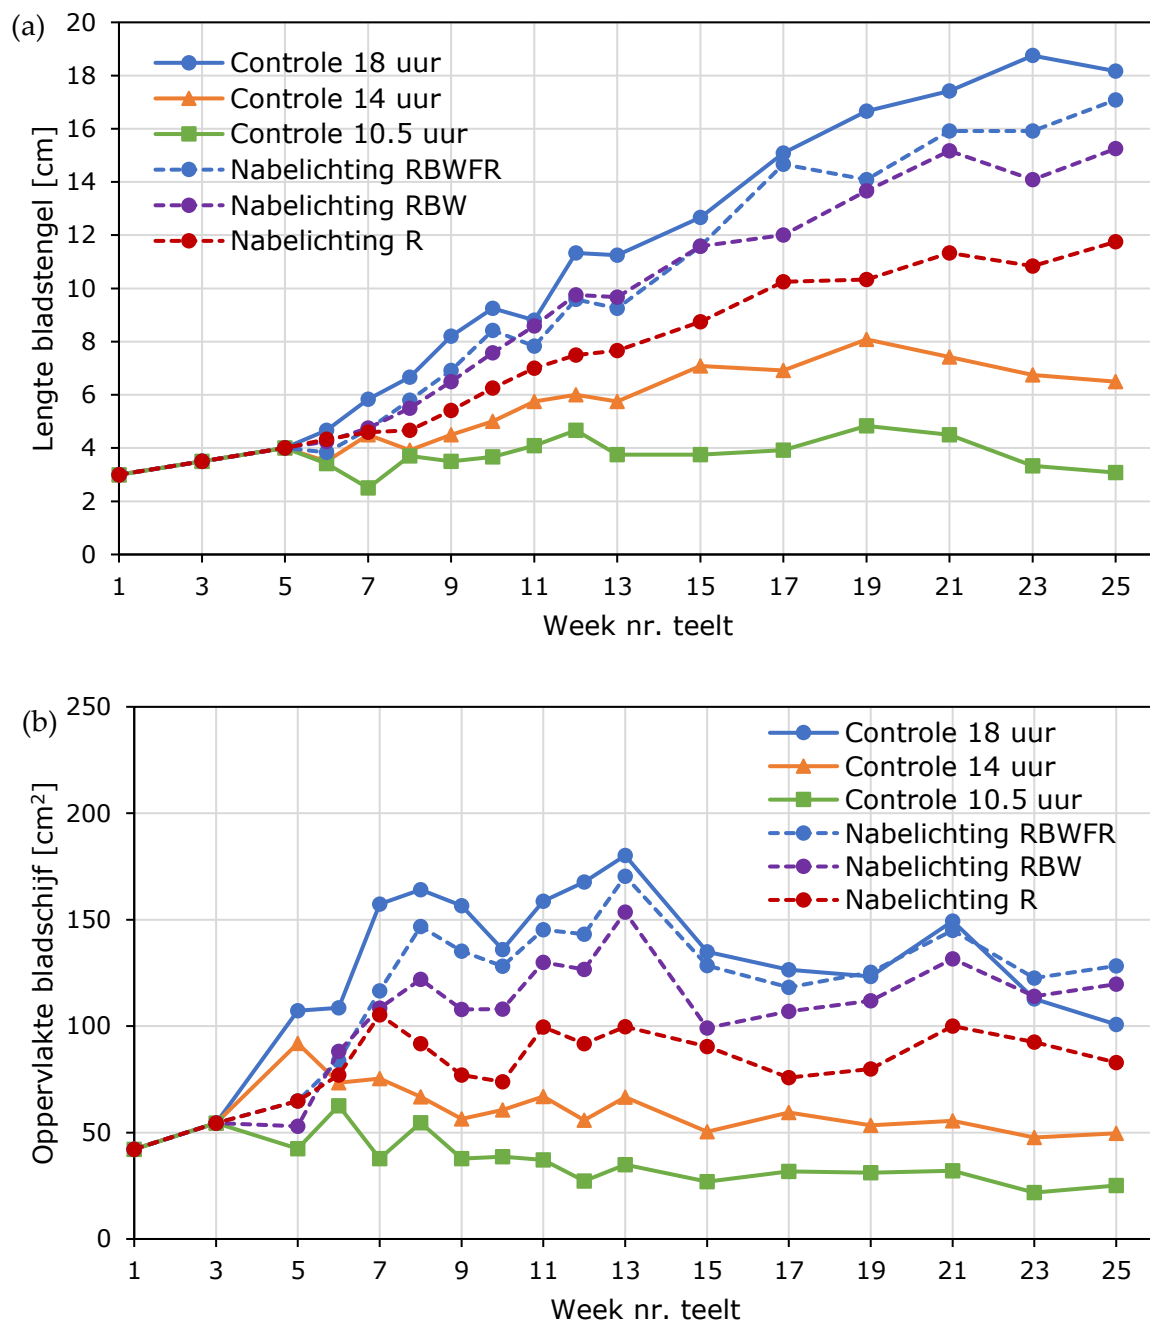 (a)
Lengte bladstengel [cm]
20
18
16
14
12
10
8
6
4
2
0
Controle 18 uur
Controle 14 uur
Controle 10.5 uur
Nabelichting RBWFR
Nabelichting RBW
Nabelichting R
1 3 5 7 9 11 13 15 17 19 21 23 25
Week nr. teelt
(b)
Oppervlakte bladschijf [cm²]
250
200
150
100
50
0
Controle 18 uur
Controle 14 uur
Controle 10.5 uur
Nabelichting RBWFR
Nabelichting RBW
Nabelichting R
1 3 5 7 9 11 13 15 17 19 21 23 25
Week nr. teelt